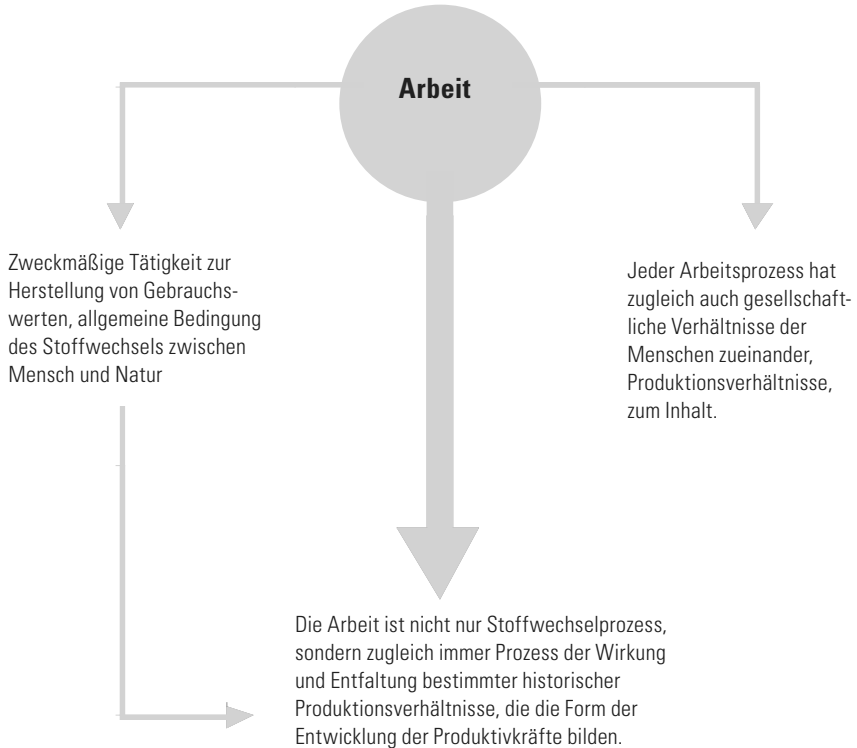 Arbeit
Zweckmäßige Tätigkeit zur
Herstellung von Gebrauchs-
werten, allgemeine Bedingung
des Stoffwechsels zwischen
Mensch und Natur
Jeder Arbeitsprozess hat
zugleich auch gesellschaft-
liche Verhältnisse der
Menschen zueinander,
Produktionsverhältnisse,
zum Inhalt.
Die Arbeit ist nicht nur Stoffwechselprozess,
sondern zugleich immer Prozess der Wirkung
und Entfaltung bestimmter historischer
Produktionsverhältnisse, die die Form der
Entwicklung der Produktivkräfte bilden.